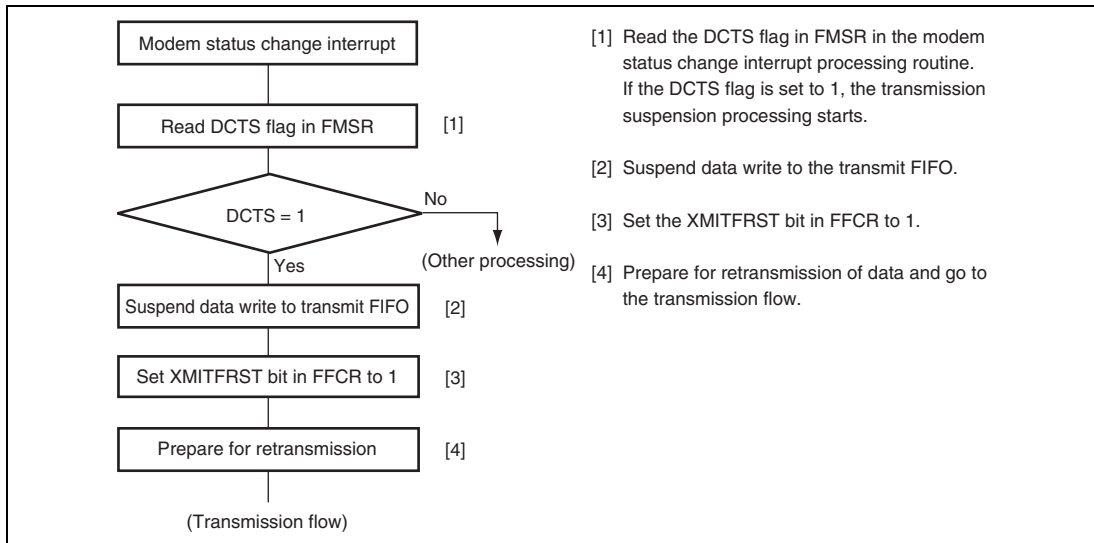 Modem status change interrupt
Read DCTS flag in FMSR
[1]
DCTS = 1
No
(Other processing)
Yes
Suspend data write to transmit FIFO
[2]
Set XMITFRST bit in FFCR to 1
[3]
Prepare for retransmission
[4]
(Transmission flow)
[1] Read the DCTS flag in FMSR in the modem
status change interrupt processing routine.
If the DCTS flag is set to 1, the transmission
suspension processing starts.
[2] Suspend data write to the transmit FIFO.
[3] Set the XMITFRST bit in FFCR to 1.
[4] Prepare for retransmission of data and go to
the transmission flow.